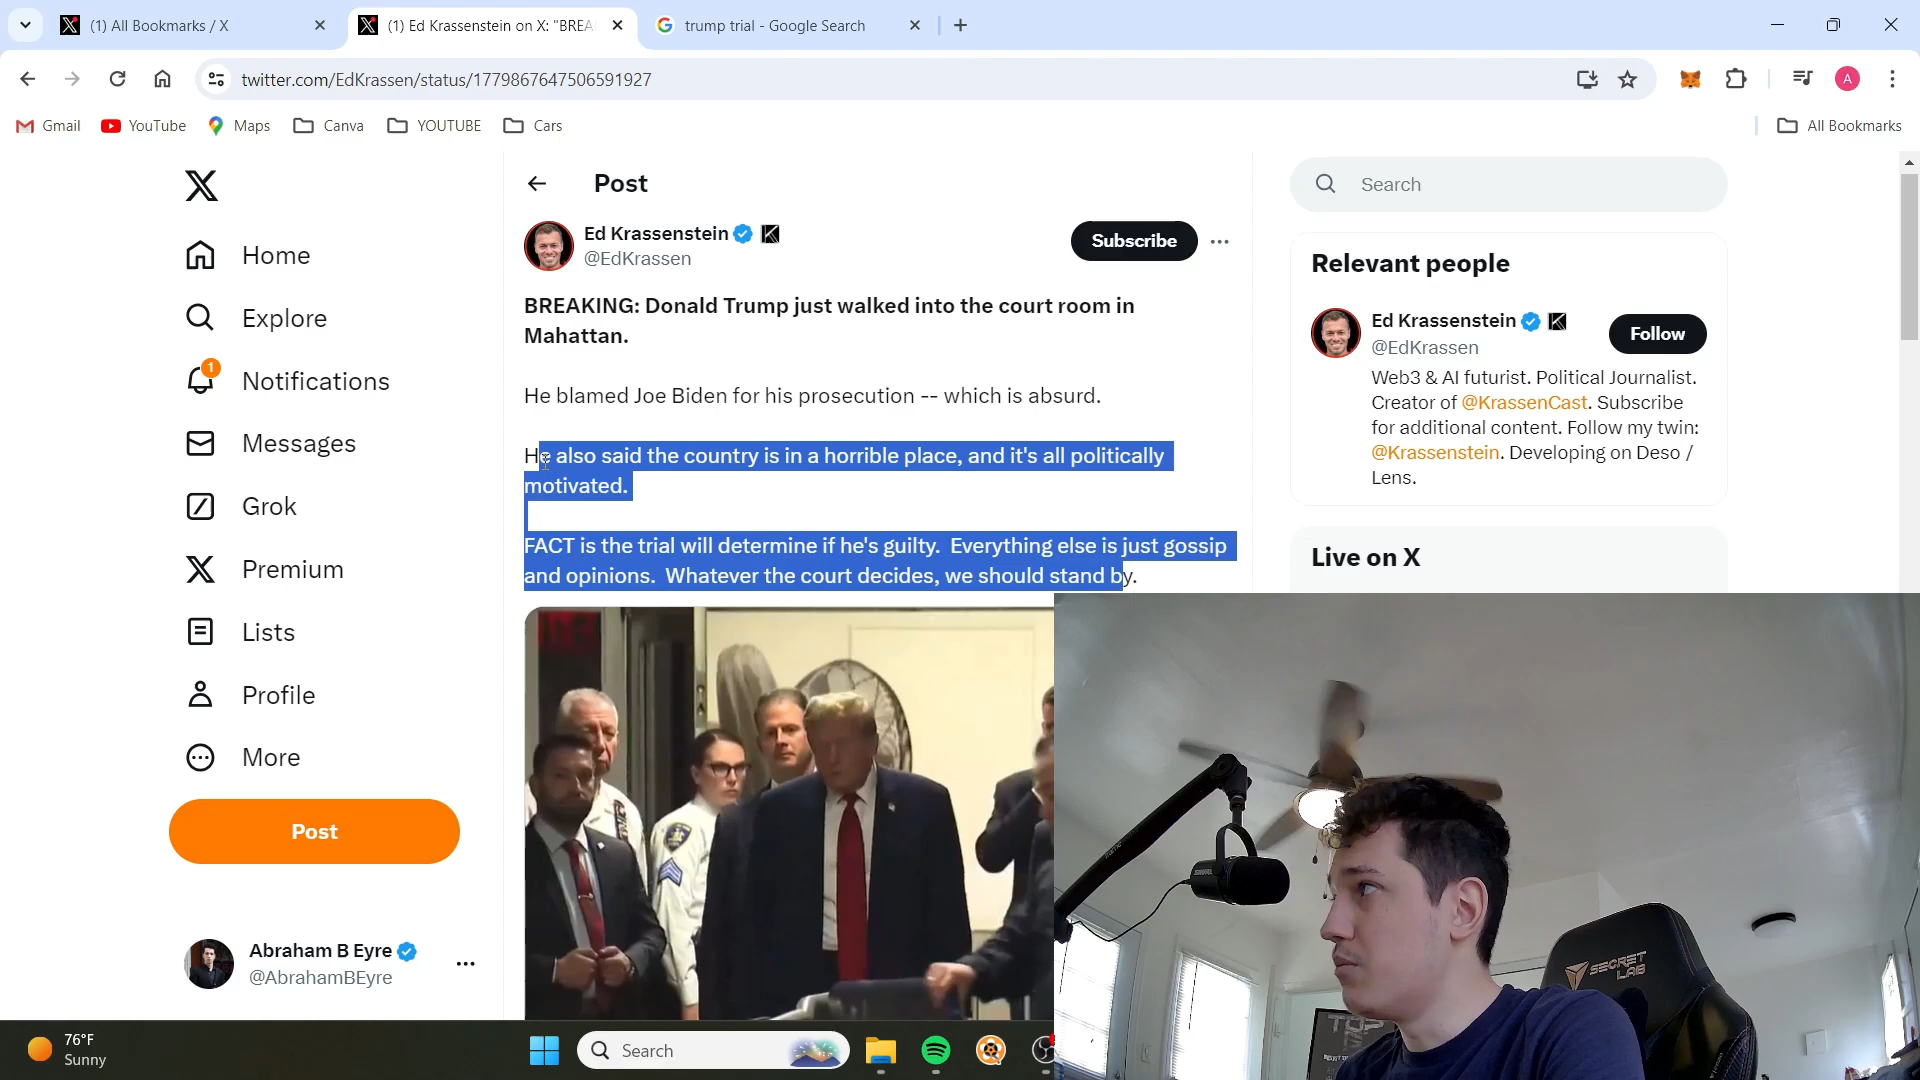 (1) All Bookmarks / X
(1) Ed Krassenstein on X: "BREA
trump trial - Google Search
twitter.com/EdKrassen/status/1779867647506591927
A
Gmail
YouTube
Maps
Canva
YOUTUBE
Cars
All Bookmarks
Home
Explore
1
Notifications
Messages
Grok
Premium
Lists
Profile
More
Post
Abraham B Eyre
@AbrahamBEyre
Post
Ed Krassenstein
@EdKrassen
Subscribe
BREAKING: Donald Trump just walked into the court room in
Mahattan.
He blamed Joe Biden for his prosecution -- which is absurd.
He also said the country is in a horrible place, and it's all politically
motivated.
FACT is the trial will determine if he's guilty. Everything else is just gossip
and opinions. Whatever the court decides, we should stand by.
Search
Relevant people
Ed Krassenstein
@EdKrassen
Follow
Web3 & AI futurist. Political Journalist.
Creator of @KrassenCast. Subscribe
for additional content. Follow my twin:
@Krassenstein. Developing on Deso /
Lens.
Live on X
SECRET
LAB
TOP
76°F
Sunny
Search